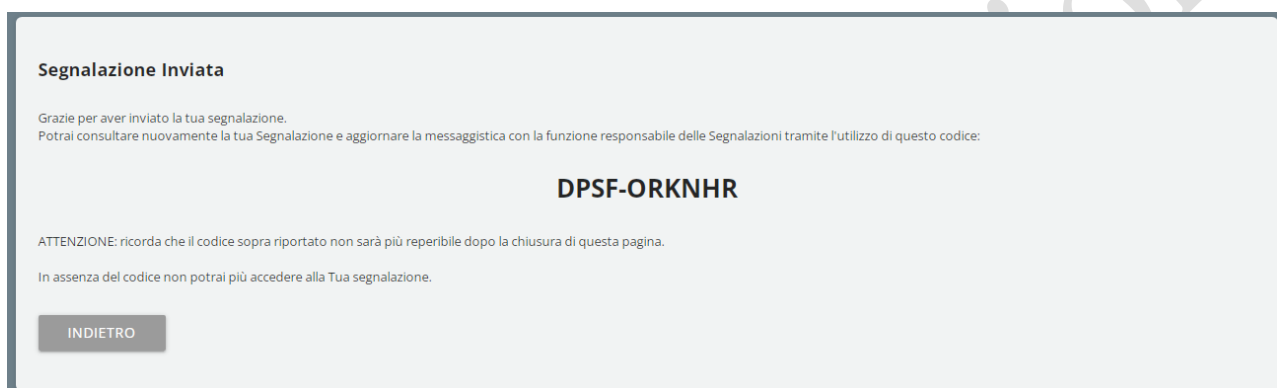 Segnalazione Inviata
Grazie per aver inviato la tua segnalazione.
Potrai consultare nuovamente la tua Segnalazione e aggiornare la messaggistica con la funzione responsabile delle Segnalazioni tramite l'utilizzo di questo codice:
DPSF-ORKNHR
ATTENZIONE: ricorda che il codice sopra riportato non sarà più reperibile dopo la chiusura di questa pagina.
In assenza del codice non potrai più accedere alla Tua segnalazione.
INDIETRO